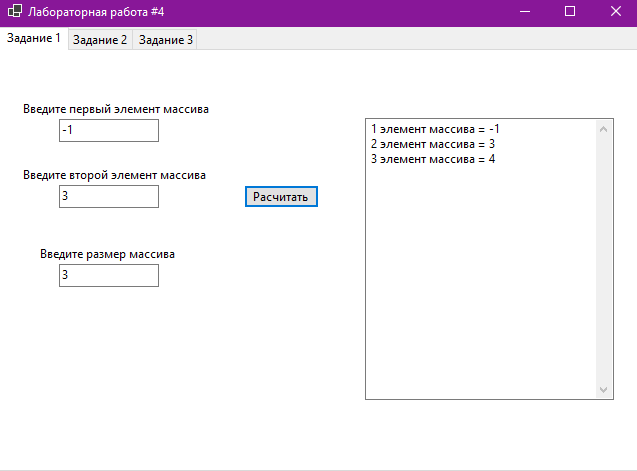 Лабораторная работа #4
Задание 1 Задание 2 Задание 3
Введите первый элемент массива
-1
Введите второй элемент массива
3
Расчитать
Введите размер массива
3
1 элемент массива = -1
2 элемент массива = 3
3 элемент массива = 4